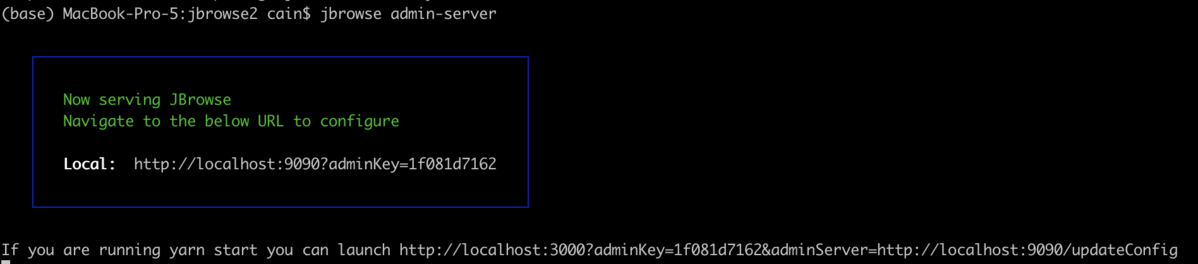 (base) MacBook-Pro-5:jbrowse2 cain$ jbrowse admin-server
Now serving JBrowse
Navigate to the below URL to configure
Local: http://localhost:9090?adminKey=1f081d7162
If you are running yarn start you can launch http://localhost:3000?adminKey=1f081d7162&adminServer=http://localhost:9090/updateConfig